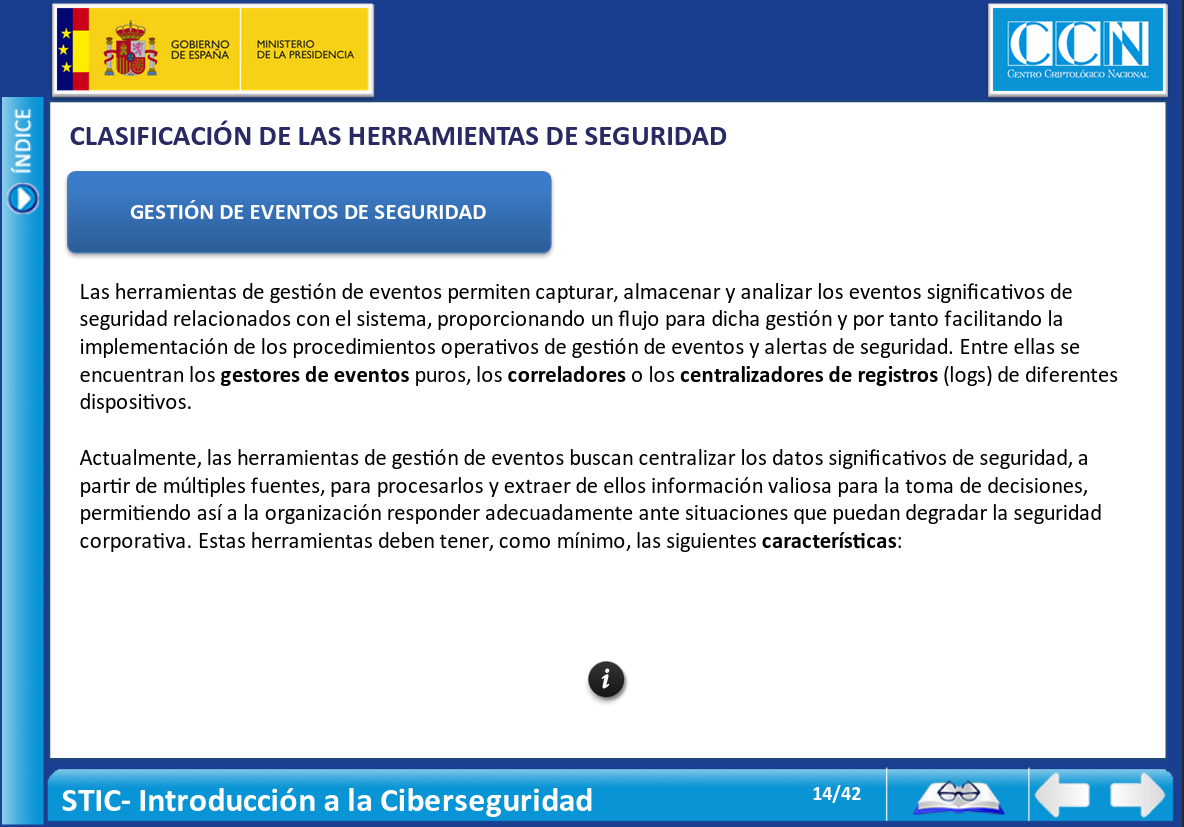 GOBIERNO
DE ESPAÑA
MINISTERIO
DE LA PRESIDENCIA
CCN
CENTRO CRIPTOLÓGICO NACIONAL
ÍNDICE
CLASIFICACIÓN DE LAS HERRAMIENTAS DE SEGURIDAD
GESTIÓN DE EVENTOS DE SEGURIDAD
Las herramientas de gestión de eventos permiten capturar, almacenar y analizar los eventos significativos de
seguridad relacionados con el sistema, proporcionando un flujo para dicha gestión y por tanto facilitando la
implementación de los procedimientos operativos de gestión de eventos y alertas de seguridad. Entre ellas se
encuentran los gestores de eventos puros, los correladores o los centralizadores de registros (logs) de diferentes
dispositivos.
Actualmente, las herramientas de gestión de eventos buscan centralizar los datos significativos de seguridad, a
partir de múltiples fuentes, para procesarlos y extraer de ellos información valiosa para la toma de decisiones,
permitiendo así a la organización responder adecuadamente ante situaciones que puedan degradar la seguridad
corporativa. Estas herramientas deben tener, como mínimo, las siguientes características:
i
STIC- Introducción a la Ciberseguridad
14/42